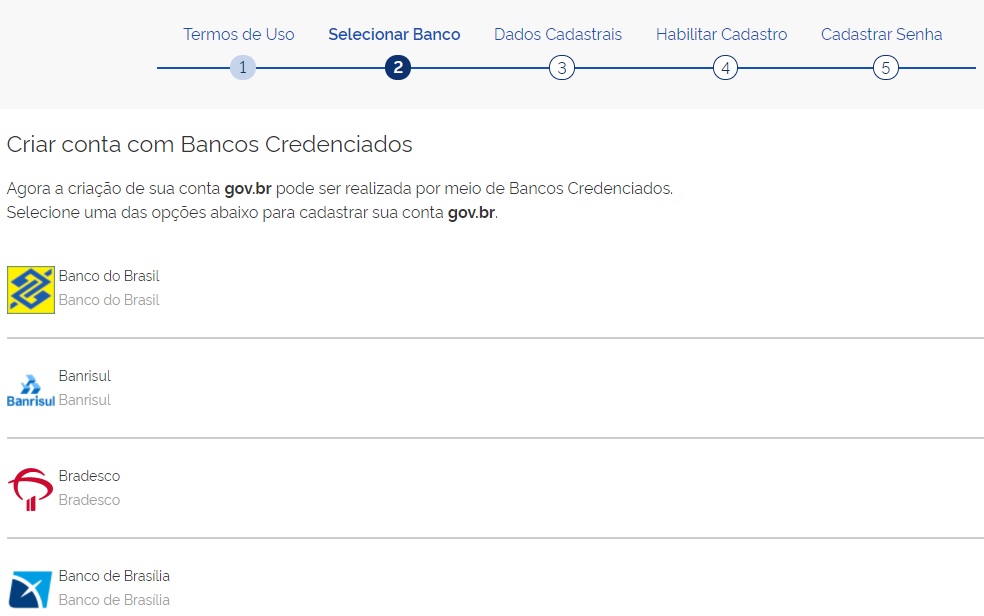 Termos de Uso Selecionar Banco Dados Cadastrais Habilitar Cadastro Cadastrar Senha
1 2 3 4 5
Criar conta com Bancos Credenciados
Agora a criação de sua conta gov.br pode ser realizada por meio de Bancos Credenciados.
Selecione uma das opções abaixo para cadastrar sua conta gov.br.
Banco do Brasil
Banco do Brasil
Banrisul
Banrisul Banrisul
Bradesco
Bradesco
Banco de Brasília
Banco de Brasília